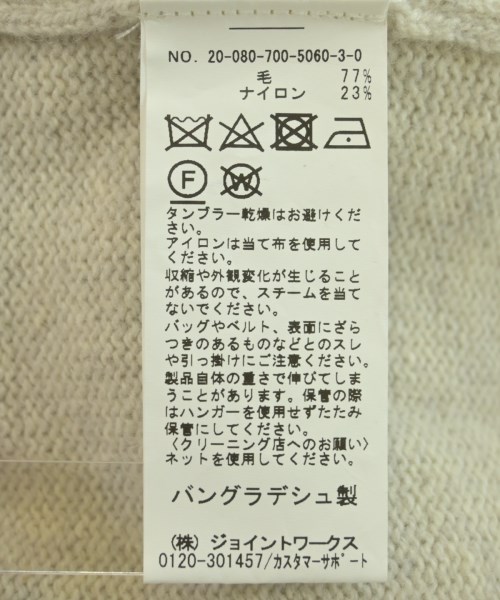 NO. 20-080-700-5060-3-0
毛 77%
ナイロン 23%
F
W
タンブラー乾燥はお避けくだ
さい。
アイロンは当て布を使用して
ください。
収縮や外観変化が生じること
があるので、スチームを当て
ないでください。
バッグやベルト、表面にざら
つきのあるものなどとのスレ
や引っ掛けにご注意ください。
製品自体の重さで伸びてしま
うことがあります。保管の際
はハンガーを使用せずたたみ
保管にしてください。
〈クリーニング店へのお願い〉
ネットを使用してください。
バングラデシュ製
(株) ジョイントワークス
0120-301457/カスタマーサポート